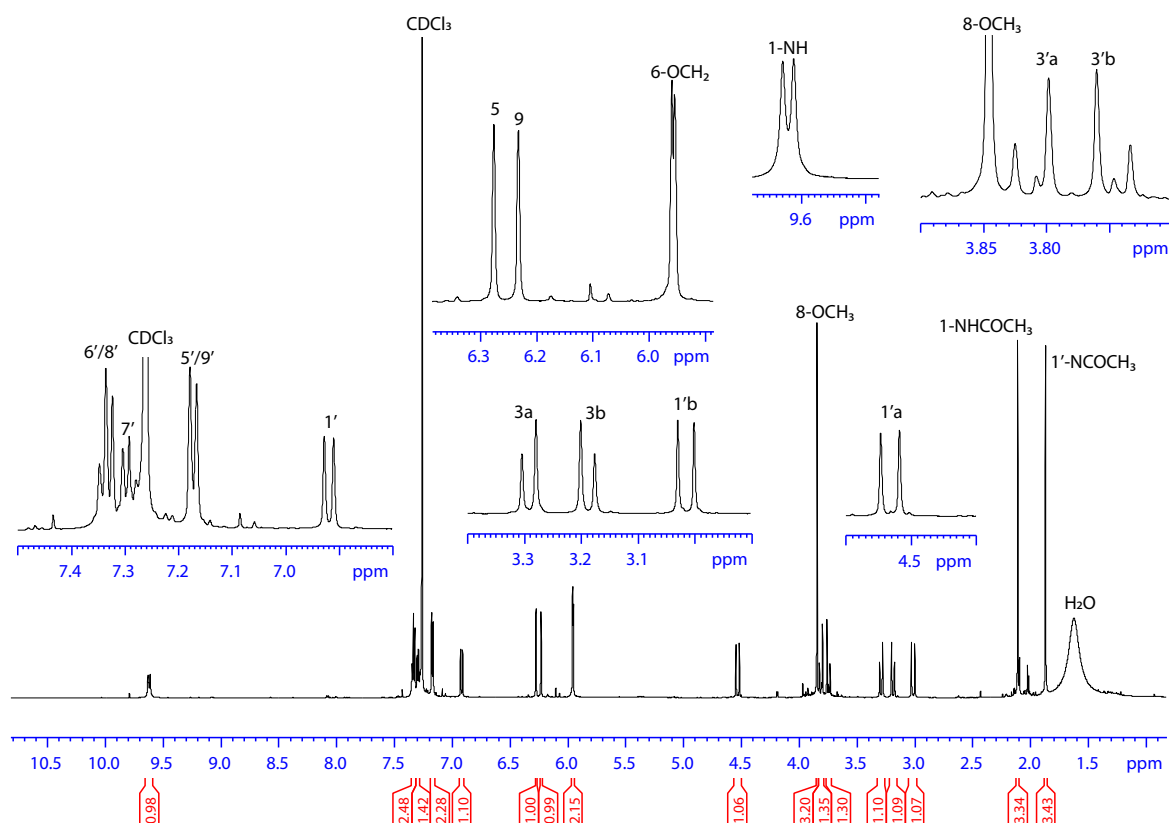 CDCl₃
8-OCH₃
1-NH
3'a
3'b
6-OCH₂
5
9
9.6
ppm
3.85
3.80
ppm
6.3
6.2
6.1
6.0
ppm
6'/8'
CDCl₃
5'/9'
7'
1'
7.4
7.3
7.2
7.1
7.0
ppm
3a
3b
1'b
3.3
3.2
3.1
ppm
8-OCH₃
1'a
4.5
ppm
1-NHCOCH₃
1'-NCOCH₃
H₂O
10.5 10.0 9.5 9.0 8.5 8.0 7.5 7.0 6.5 6.0 5.5 5.0 4.5 4.0 3.5 3.0 2.5 2.0 1.5 ppm
0.98 2.48 1.42 2.28 1.10 1.00 0.99 2.15 1.06 3.20 1.35 1.30 1.10 1.09 1.07 3.34 3.43